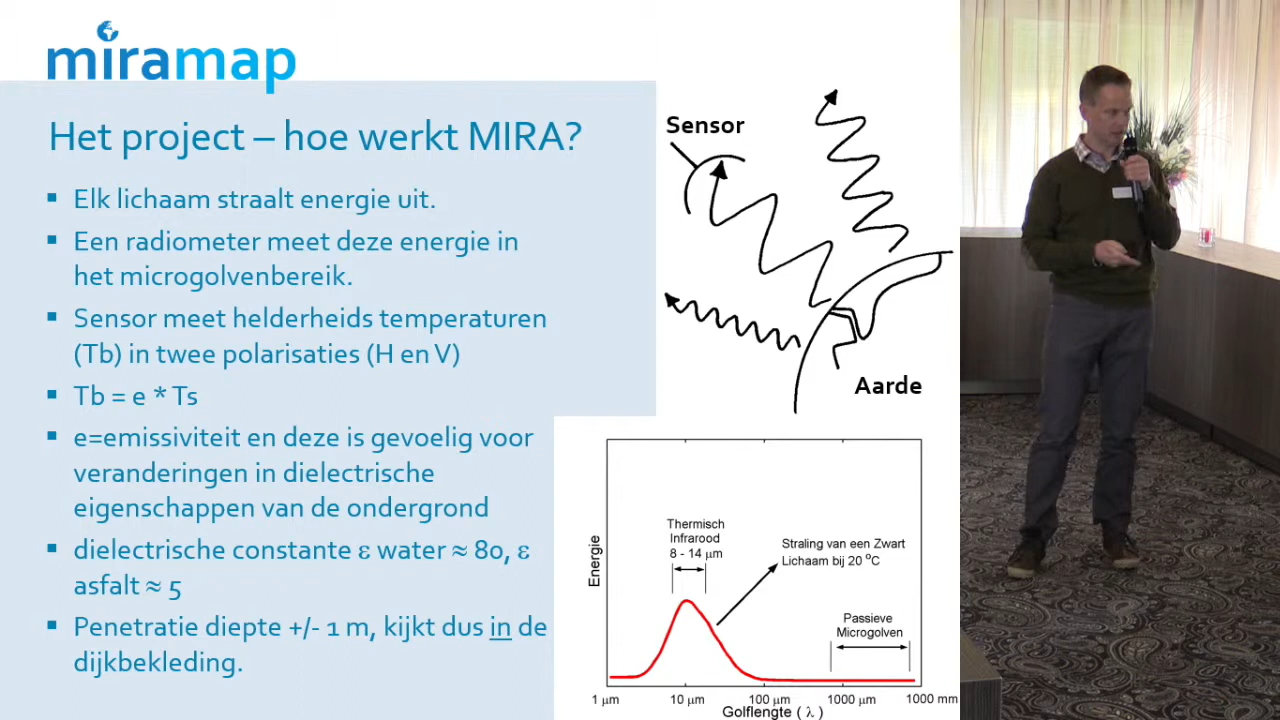 miramap
Het project – hoe werkt MIRA?
Elk lichaam straalt energie uit.
Een radiometer meet deze energie in
het microgolvenbereik.
Sensor meet helderheids temperaturen
(Tb) in twee polarisaties (H en V)
Tb = e * Ts
e=emissiviteit en deze is gevoelig voor
veranderingen in dielectrische
eigenschappen van de ondergrond
dielectrische constante ε water ≈ 80, ε
asfalt ≈ 5
Penetratie diepte +/- 1 m, kijkt dus in de
dijkbekleding.
Sensor
Aarde
Energie
Thermisch
Infrarood
8 - 14 µm
Straling van een Zwart
Lichaam bij 20 °C
Passieve
Microgolven
1 µm 10 µm 100 µm 1000 µm 1000 mm
Golflengte ( λ )